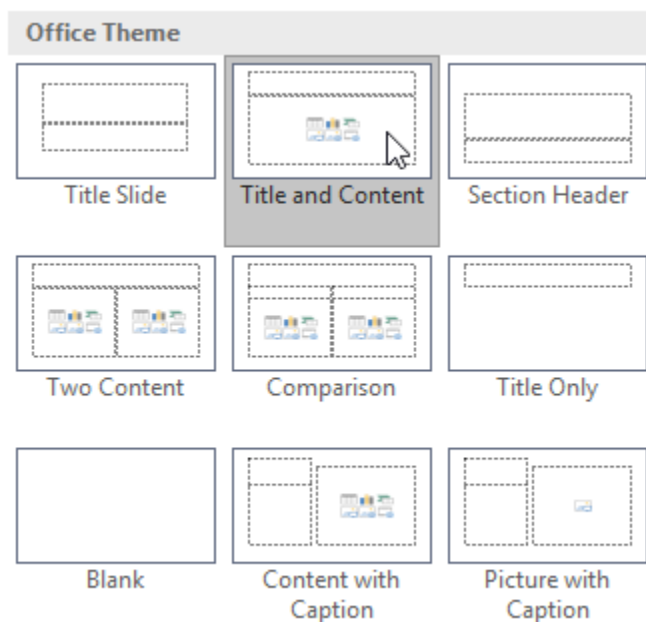 Office Theme
Title Slide
Title and Content
Section Header
Two Content
Comparison
Title Only
Blank
Content with
Caption
Picture with
Caption